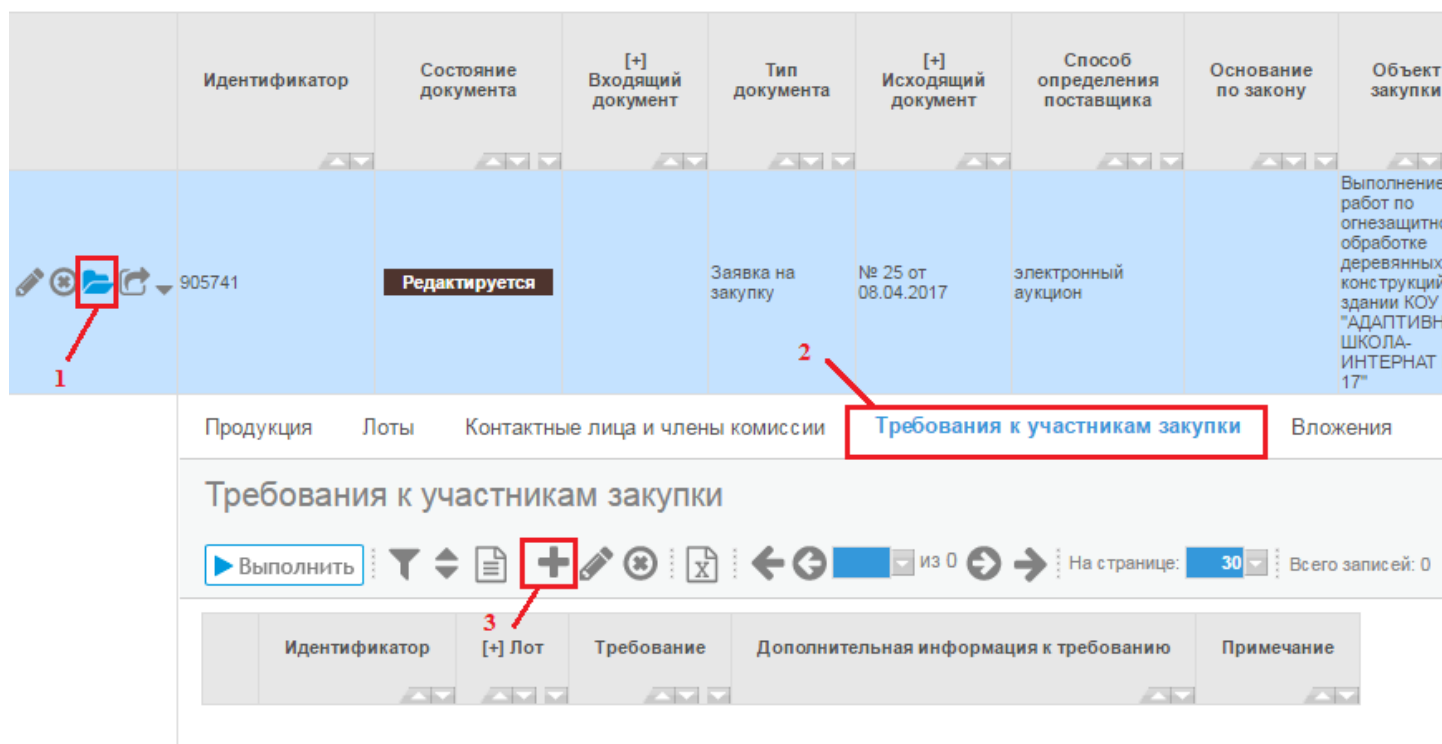 Идентификатор
Состояние
документа
[+]
Входящий
документ
Тип
документа
[+]
Исходящий
документ
Способ
определения
поставщика
Основание
по закону
Объект
закупки
905741
Редактируется
Заявка на
закупку
№ 25 от
08.04.2017
электронный
аукцион
Выполнение
работ по
огнезащитно
обработке
деревянных
конструкций
здании КОУ
"АДАПТИВН
ШКОЛА-
ИНТЕРНАТ
17"
1
2
Продукция Лоты Контактные лица и члены комиссии Требования к участникам закупки Вложения
Требования к участникам закупки
Выполнить из 0 На странице: 30 Всего записей: 0
3
Идентификатор [+] Лот Требование Дополнительная информация к требованию Примечание